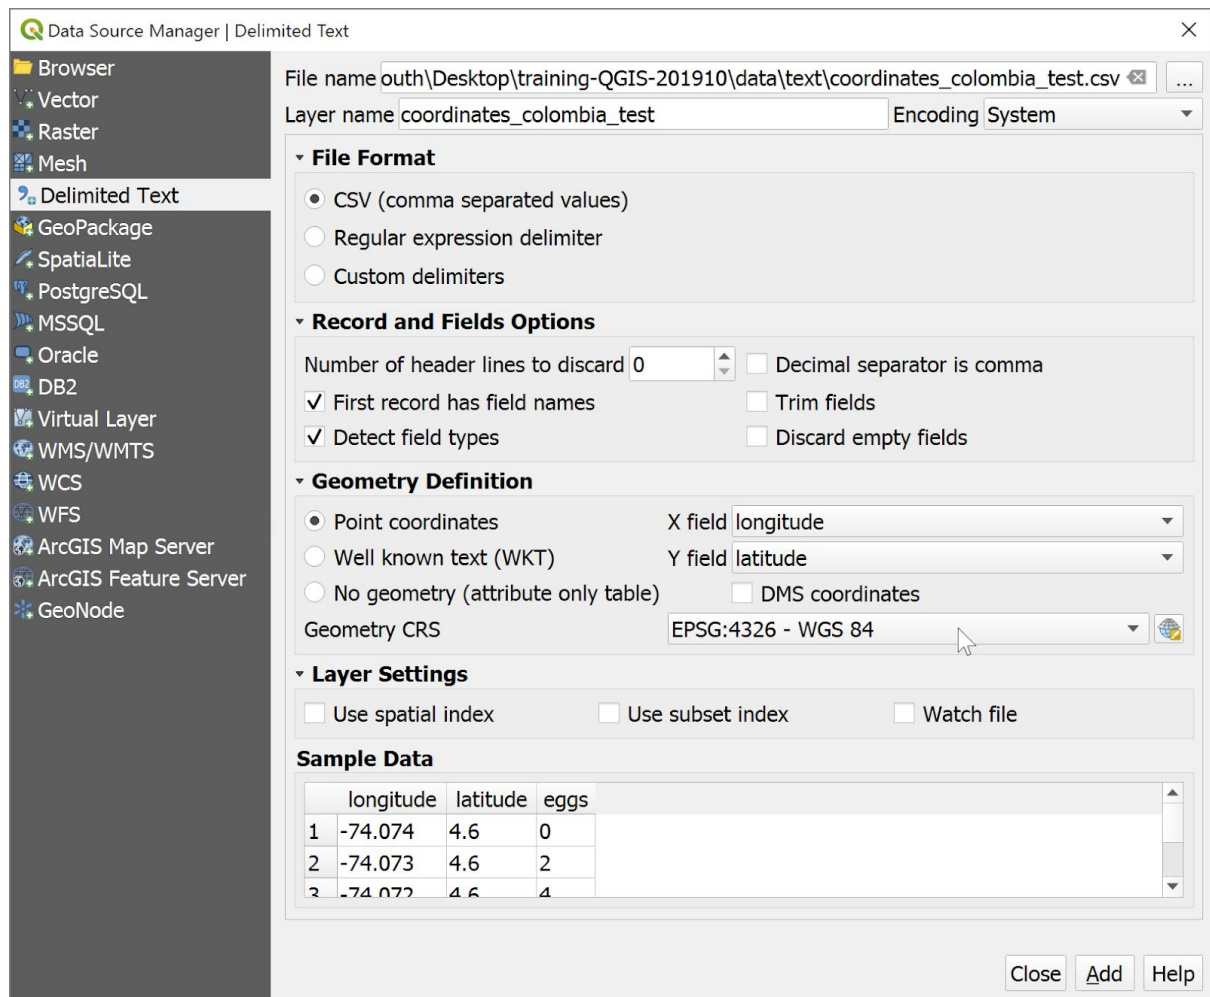 Data Source Manager | Delimited Text
Browser
Vector
Raster
Mesh
Delimited Text
GeoPackage
SpatiaLite
PostgreSQL
MSSQL
Oracle
DB2
Virtual Layer
WMS/WMTS
WCS
WFS
ArcGIS Map Server
ArcGIS Feature Server
GeoNode
File name outh\Desktop\training-QGIS-201910\data\text\coordinates_colombia_test.csv ...
Layer name coordinates_colombia_test Encoding System
File Format
CSV (comma separated values)
Regular expression delimiter
Custom delimiters
Record and Fields Options
Number of header lines to discard 0 Decimal separator is comma
First record has field names Trim fields
Detect field types Discard empty fields
Geometry Definition
Point coordinates X field longitude
Well known text (WKT) Y field latitude
No geometry (attribute only table) DMS coordinates
Geometry CRS EPSG:4326 - WGS 84
Layer Settings
Use spatial index Use subset index Watch file
Sample Data
longitude latitude eggs
1 -74.074 4.6 0
2 -74.073 4.6 2
3 -74.072 4.6 4
Close Add Help